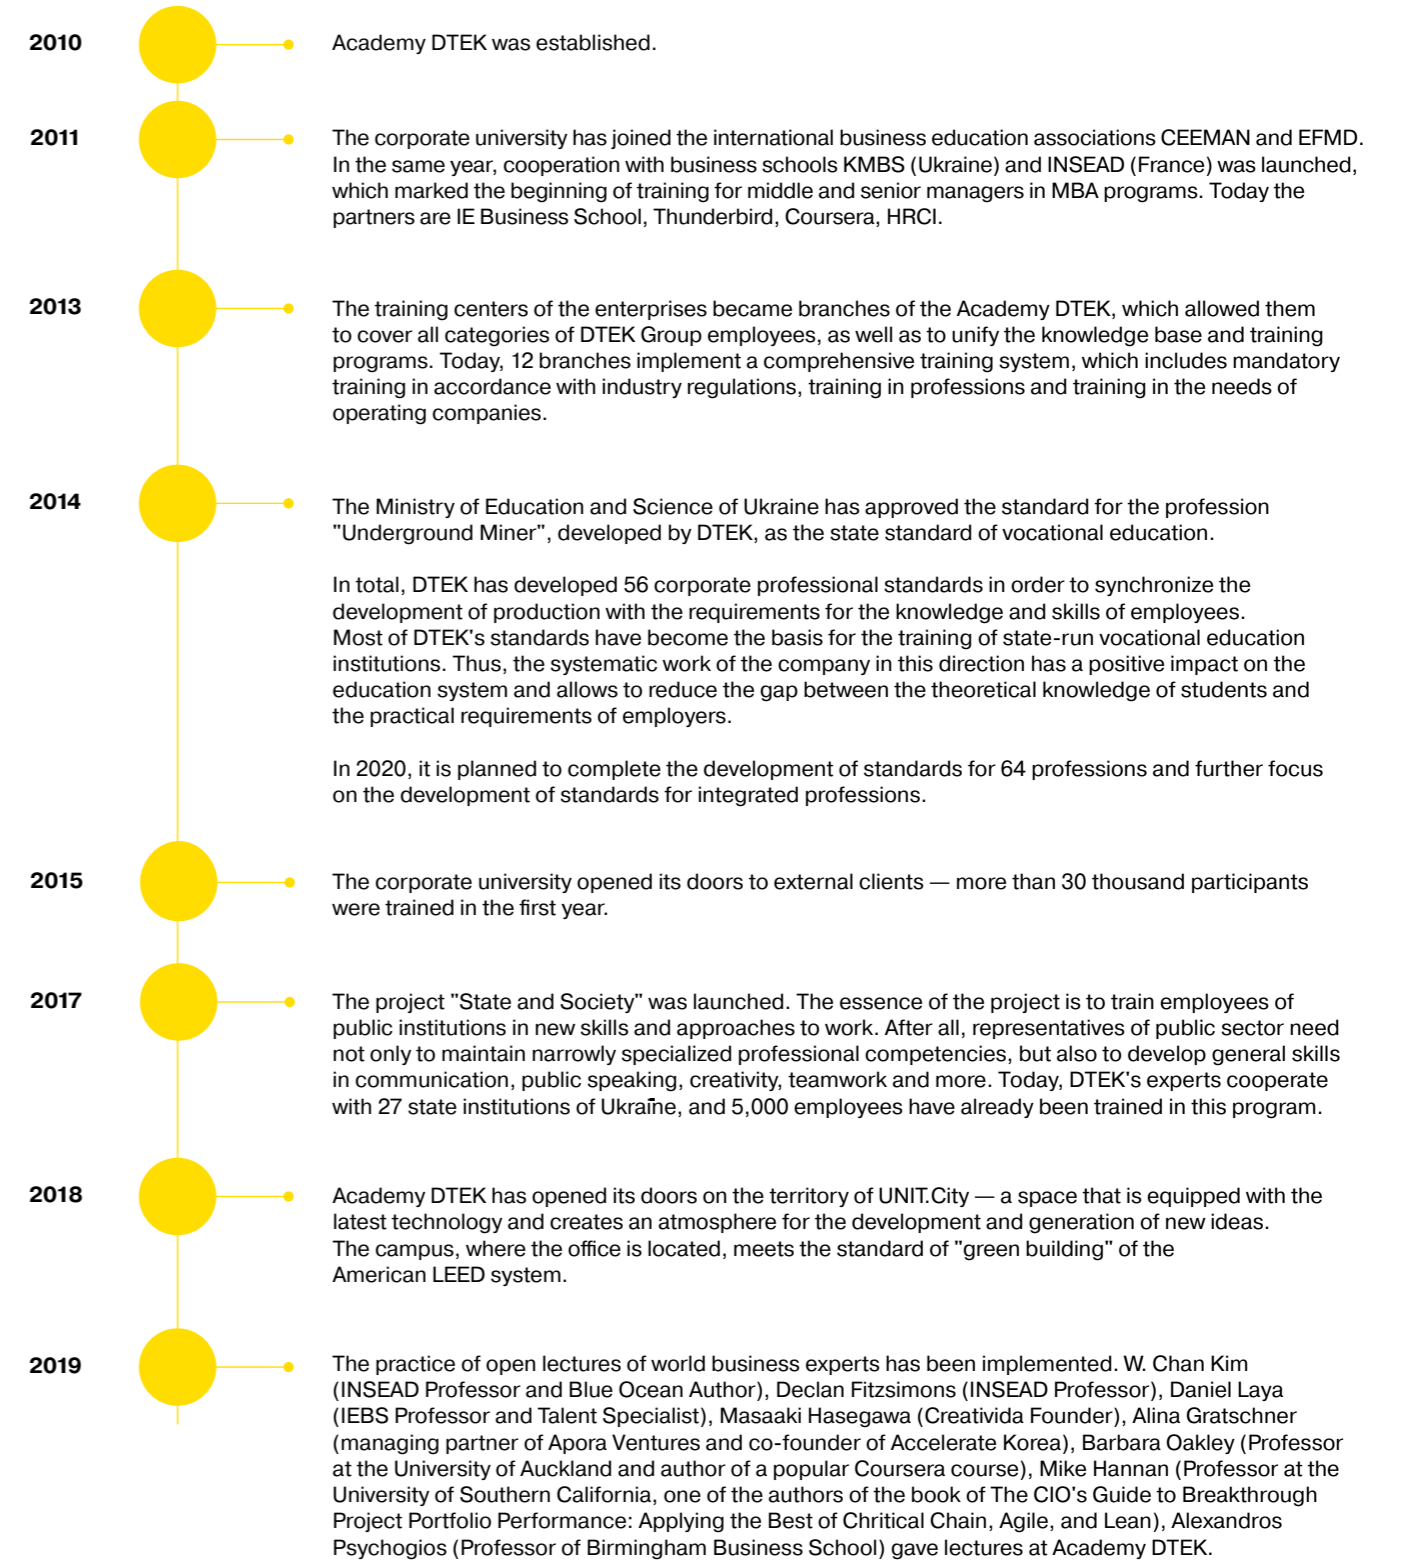 2010
Academy DTEK was established.
2011
The corporate university has joined the international business education associations CEEMAN and EFMD.
In the same year, cooperation with business schools KMBS (Ukraine) and INSEAD (France) was launched,
which marked the beginning of training for middle and senior managers in MBA programs. Today the
partners are IE Business School, Thunderbird, Coursera, HRCI.
2013
The training centers of the enterprises became branches of the Academy DTEK, which allowed them
to cover all categories of DTEK Group employees, as well as to unify the knowledge base and training
programs. Today, 12 branches implement a comprehensive training system, which includes mandatory
training in accordance with industry regulations, training in professions and training in the needs of
operating companies.
2014
The Ministry of Education and Science of Ukraine has approved the standard for the profession
"Underground Miner", developed by DTEK, as the state standard of vocational education.
In total, DTEK has developed 56 corporate professional standards in order to synchronize the
development of production with the requirements for the knowledge and skills of employees.
Most of DTEK's standards have become the basis for the training of state-run vocational education
institutions. Thus, the systematic work of the company in this direction has a positive impact on the
education system and allows to reduce the gap between the theoretical knowledge of students and
the practical requirements of employers.
In 2020, it is planned to complete the development of standards for 64 professions and further focus
on the development of standards for integrated professions.
2015
The corporate university opened its doors to external clients — more than 30 thousand participants
were trained in the first year.
2017
The project "State and Society" was launched. The essence of the project is to train employees of
public institutions in new skills and approaches to work. After all, representatives of public sector need
not only to maintain narrowly specialized professional competencies, but also to develop general skills
in communication, public speaking, creativity, teamwork and more. Today, DTEK's experts cooperate
with 27 state institutions of Ukraine, and 5,000 employees have already been trained in this program.
2018
Academy DTEK has opened its doors on the territory of UNIT.City — a space that is equipped with the
latest technology and creates an atmosphere for the development and generation of new ideas.
The campus, where the office is located, meets the standard of "green building" of the
American LEED system.
2019
The practice of open lectures of world business experts has been implemented. W. Chan Kim
(INSEAD Professor and Blue Ocean Author), Declan Fitzsimons (INSEAD Professor), Daniel Laya
(IEBS Professor and Talent Specialist), Masaaki Hasegawa (Creativida Founder), Alina Gratschner
(managing partner of Apora Ventures and co-founder of Accelerate Korea), Barbara Oakley (Professor
at the University of Auckland and author of a popular Coursera course), Mike Hannan (Professor at the
University of Southern California, one of the authors of the book of The CIO's Guide to Breakthrough
Project Portfolio Performance: Applying the Best of Chritical Chain, Agile, and Lean), Alexandros
Psychogios (Professor of Birmingham Business School) gave lectures at Academy DTEK.